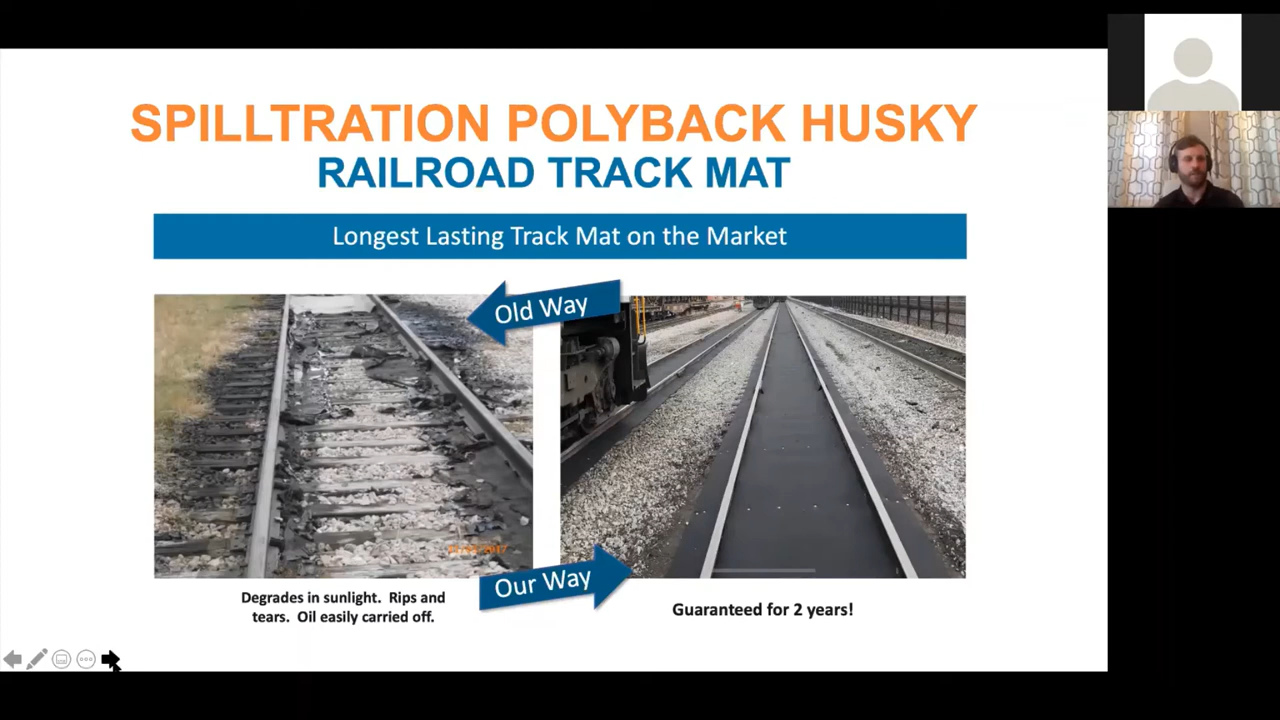 SPILLTRATION POLYBACK HUSKY
RAILROAD TRACK MAT
Longest Lasting Track Mat on the Market
Old Way
Our Way
Degrades in sunlight. Rips and
tears. Oil easily carried off.
Guaranteed for 2 years!